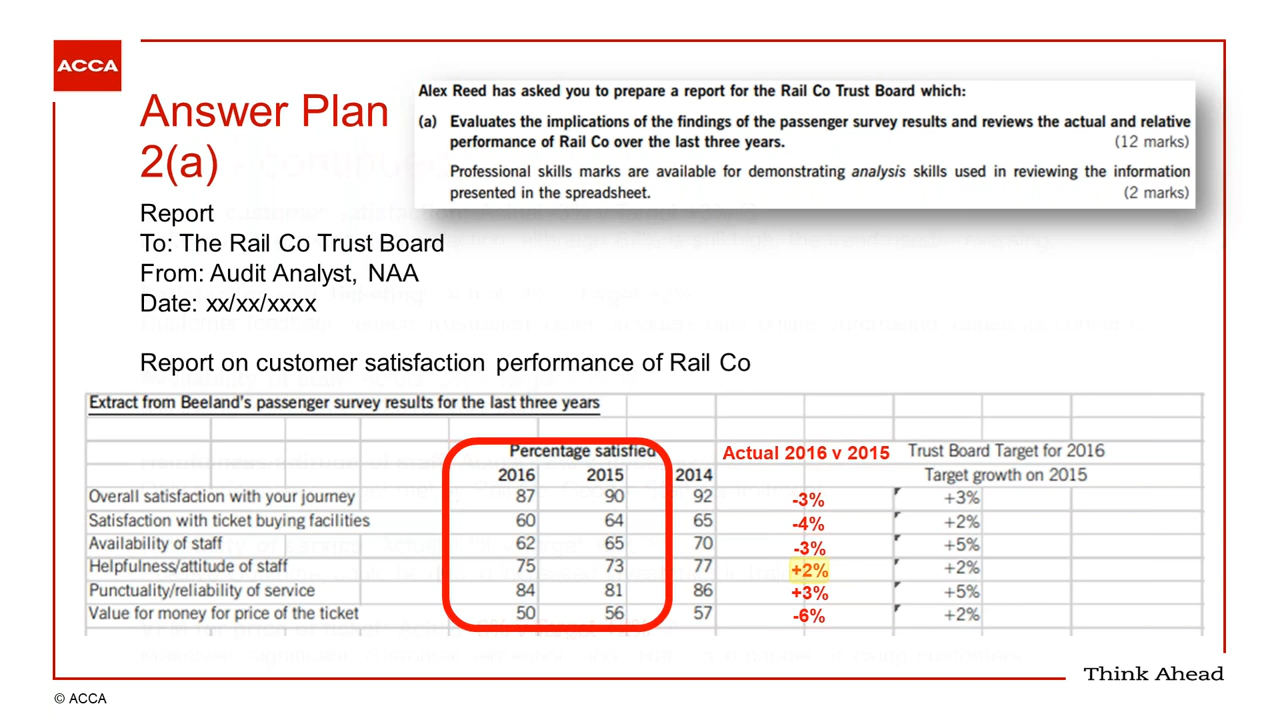 ACCA
Answer Plan
2(a)
Alex Reed has asked you to prepare a report for the Rail Co Trust Board which:
(a) Evaluates the implications of the findings of the passenger survey results and reviews the actual and relative
performance of Rail Co over the last three years. (12 marks)
Professional skills marks are available for demonstrating analysis skills used in reviewing the information
presented in the spreadsheet. (2 marks)
Report
To: The Rail Co Trust Board
From: Audit Analyst, NAA
Date: xx/xx/xxxx
Report on customer satisfaction performance of Rail Co
Extract from Beeland's passenger survey results for the last three years
Percentage satisfied Actual 2016 v 2015 Trust Board Target for 2016
2016 2015 2014 Target growth on 2015
Overall satisfaction with your journey 87 90 92 -3% +3%
Satisfaction with ticket buying facilities 60 64 65 -4% +2%
Availability of staff 62 65 70 -3% +5%
Helpfulness/attitude of staff 75 73 77 +2% +2%
Punctuality/reliability of service 84 81 86 +3% +5%
Value for money for price of the ticket 50 56 57 -6% +2%
Think Ahead
© ACCA